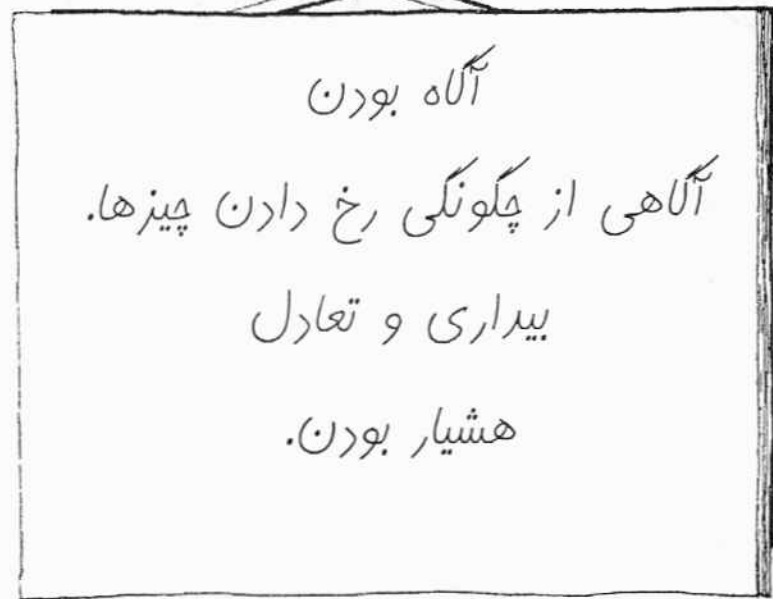 آگاه بودن
آگاهی از چگونگی رخ دادن چیزها.
بیداری و تعادل
هشیار بودن.